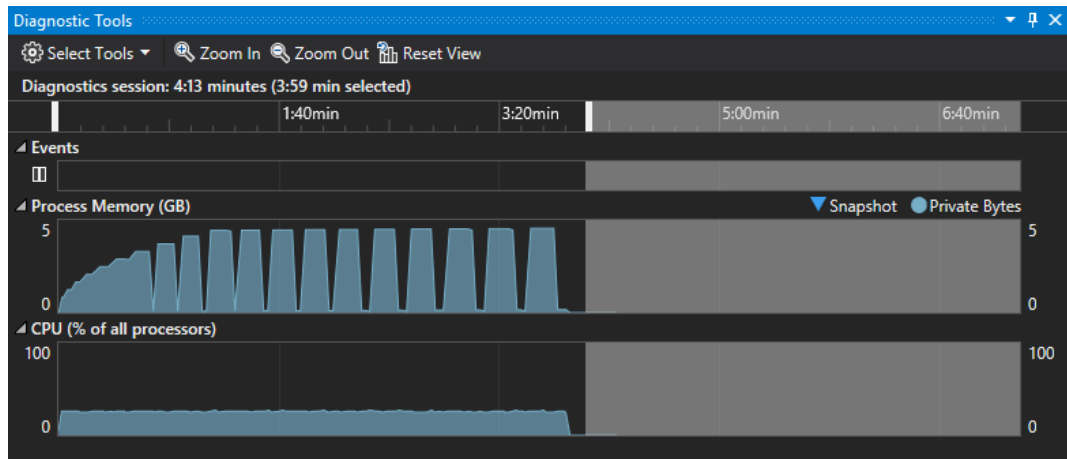 Diagnostic Tools
Select Tools Zoom In Zoom Out Reset View
Diagnostics session: 4:13 minutes (3:59 min selected)
1:40min 3:20min 5:00min 6:40min
Events
Process Memory (GB) Snapshot Private Bytes
5 5
0 0
CPU (% of all processors)
100 100
0 0